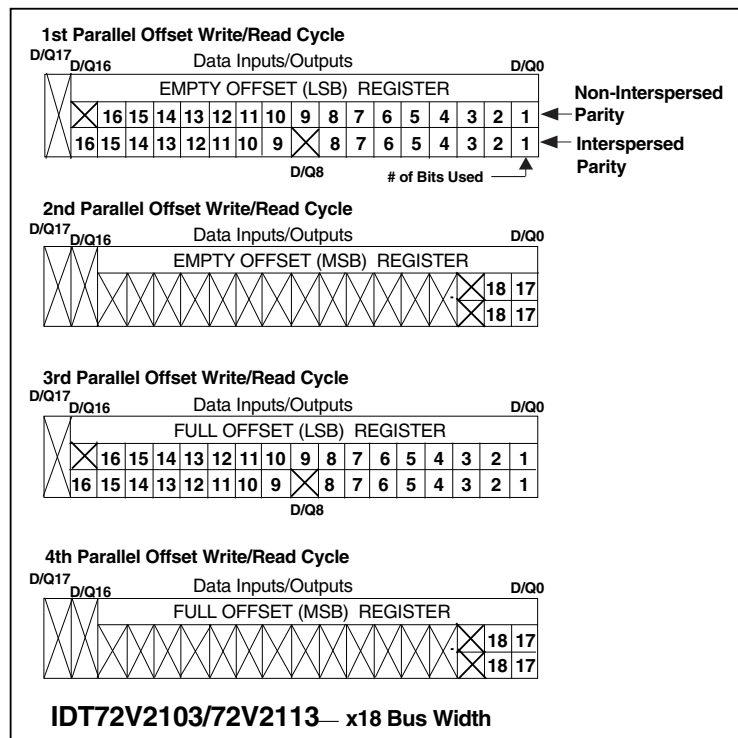 1st Parallel Offset Write/Read Cycle
D/Q17 D/Q16 Data Inputs/Outputs D/Q0
EMPTY OFFSET (LSB) REGISTER
16 15 14 13 12 11 10 9 8 7 6 5 4 3 2 1 Non-Interspersed Parity
16 15 14 13 12 11 10 9 8 7 6 5 4 3 2 1 Interspersed Parity
D/Q8 # of Bits Used
2nd Parallel Offset Write/Read Cycle
D/Q17 D/Q16 Data Inputs/Outputs D/Q0
EMPTY OFFSET (MSB) REGISTER
18 17
18 17
3rd Parallel Offset Write/Read Cycle
D/Q17 D/Q16 Data Inputs/Outputs D/Q0
FULL OFFSET (LSB) REGISTER
16 15 14 13 12 11 10 9 8 7 6 5 4 3 2 1
16 15 14 13 12 11 10 9 8 7 6 5 4 3 2 1
D/Q8
4th Parallel Offset Write/Read Cycle
D/Q17 D/Q16 Data Inputs/Outputs D/Q0
FULL OFFSET (MSB) REGISTER
18 17
18 17
IDT72V2103/72V2113— x18 Bus Width